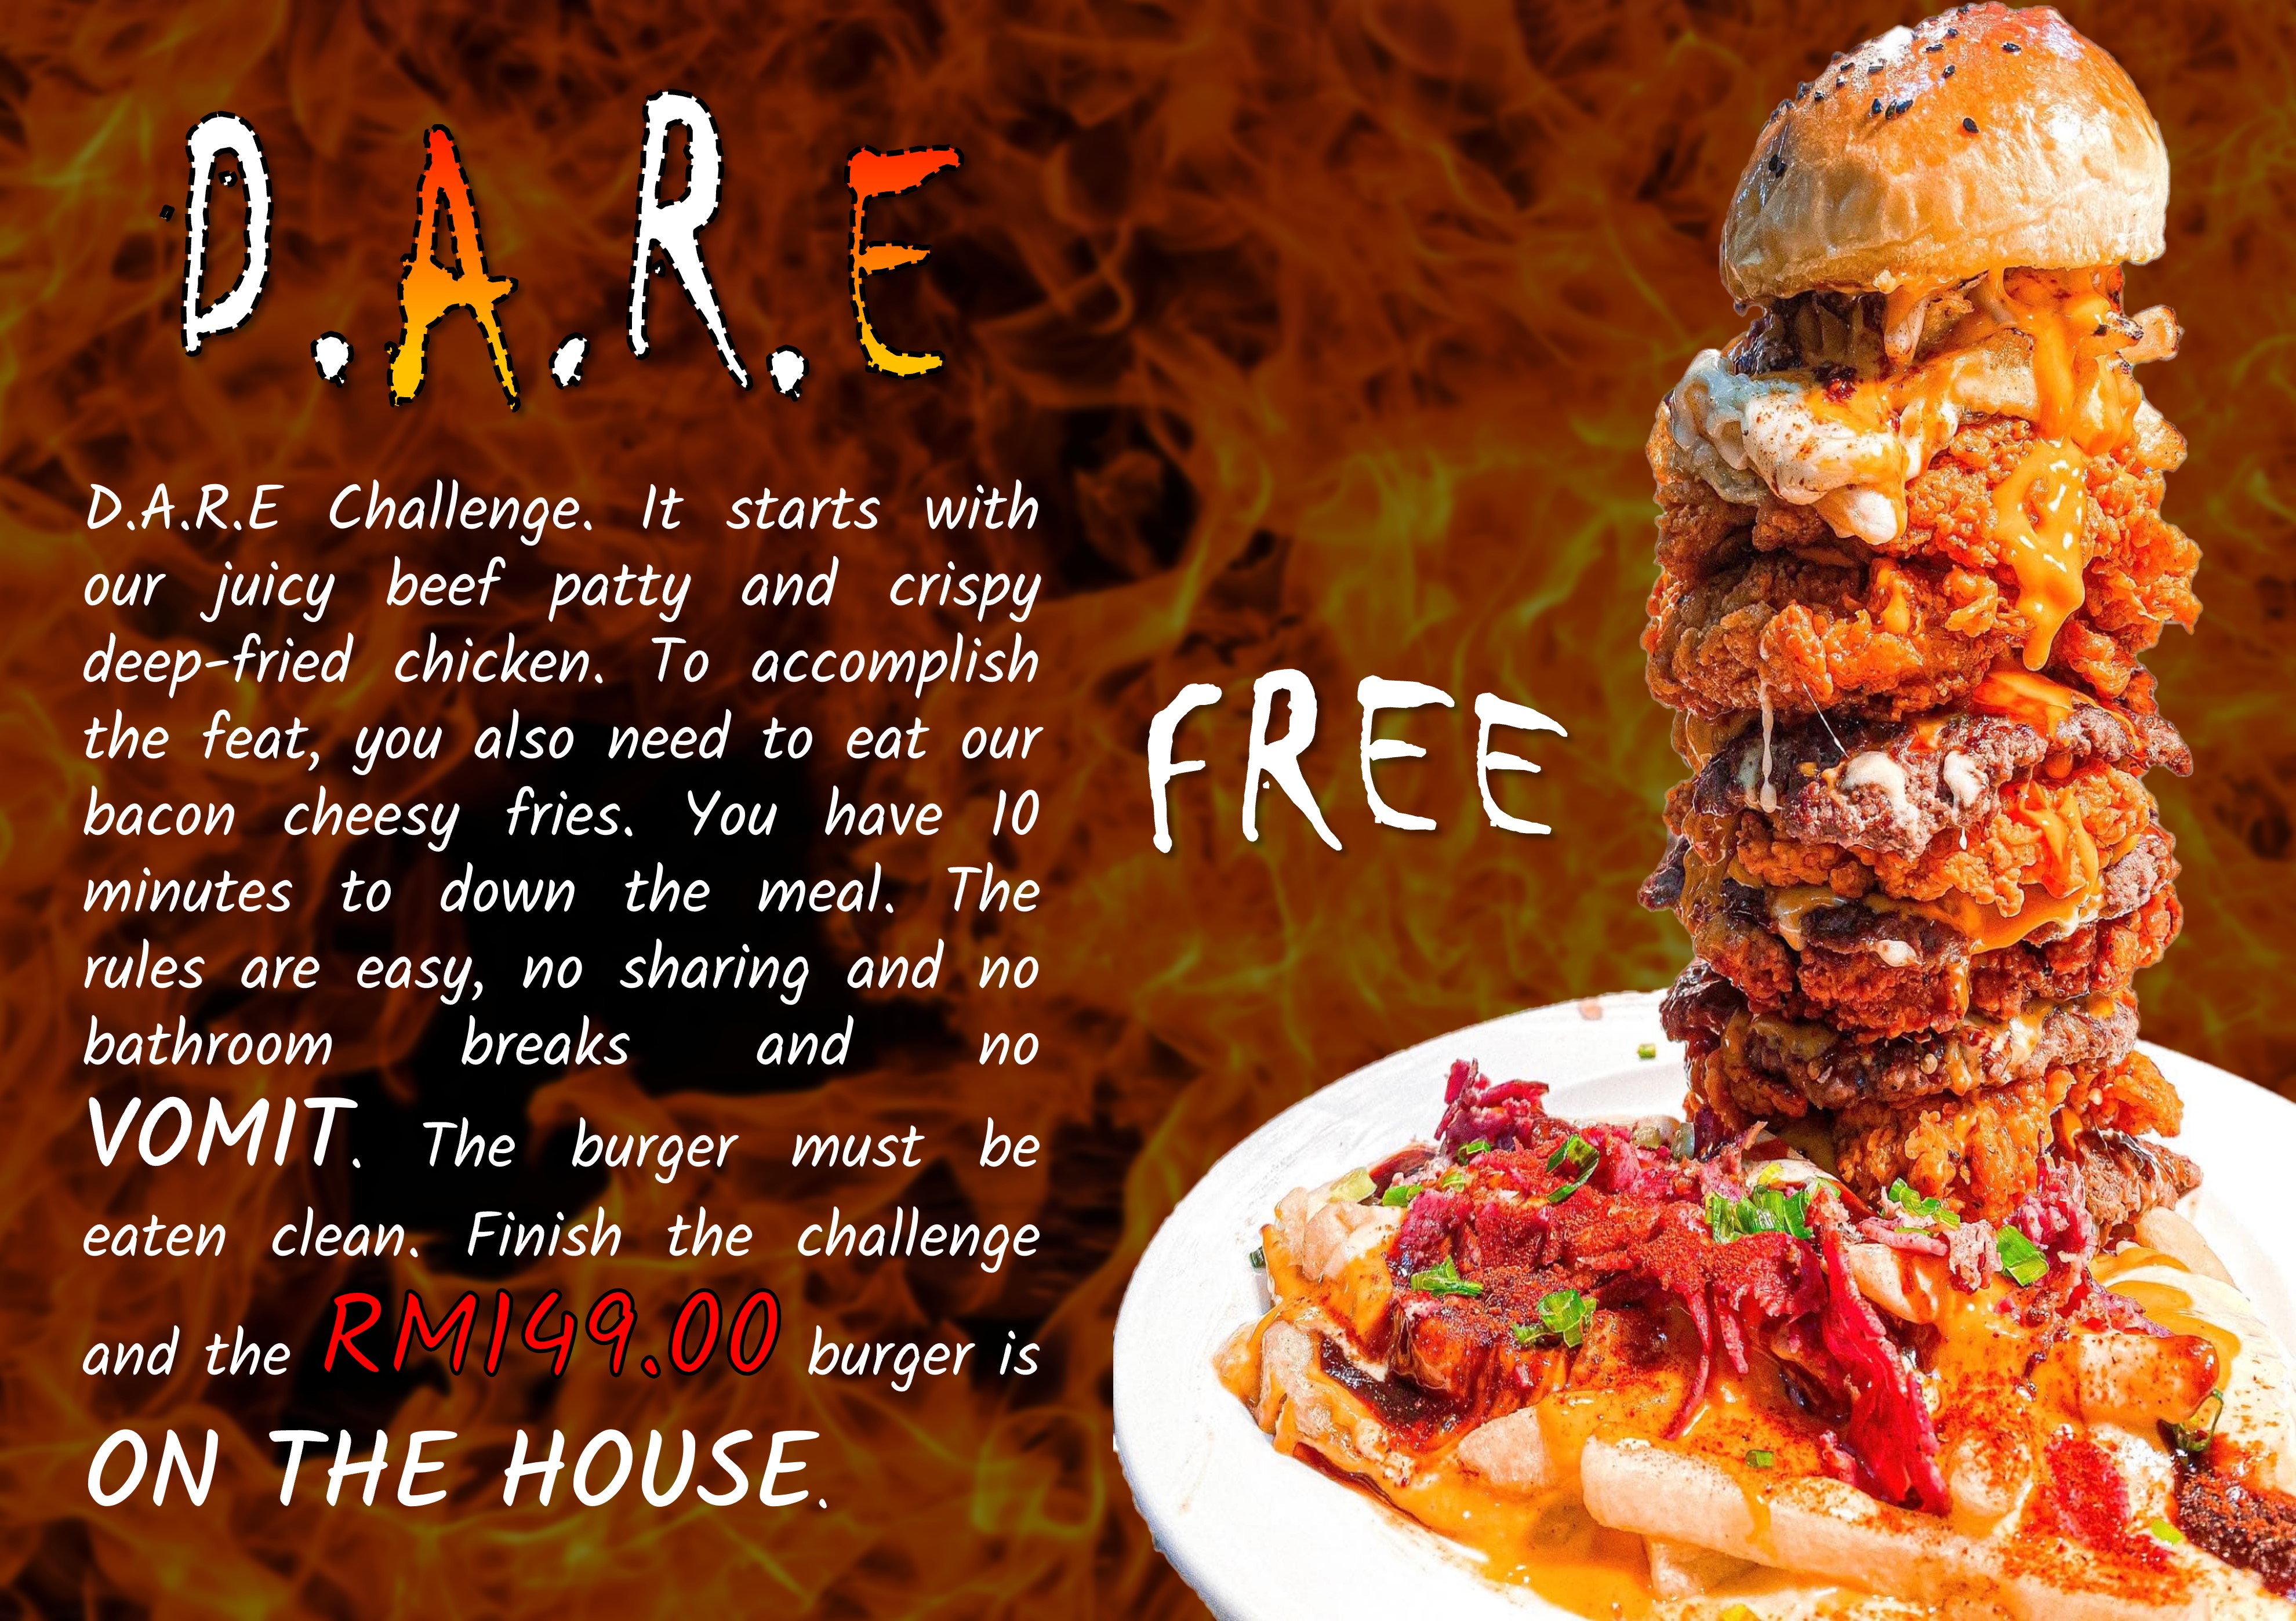 D.A.R.E
D.A.R.E Challenge. It starts with
our juicy beef patty and crispy
deep-fried chicken. To accomplish
the feat, you also need to eat our
bacon cheesy fries. You have 10
minutes to down the meal. The
rules are easy, no sharing and no
bathroom breaks and no
VOMIT. The burger must be
eaten clean. Finish the challenge
and the RM149.00 burger is
ON THE HOUSE.
FREE